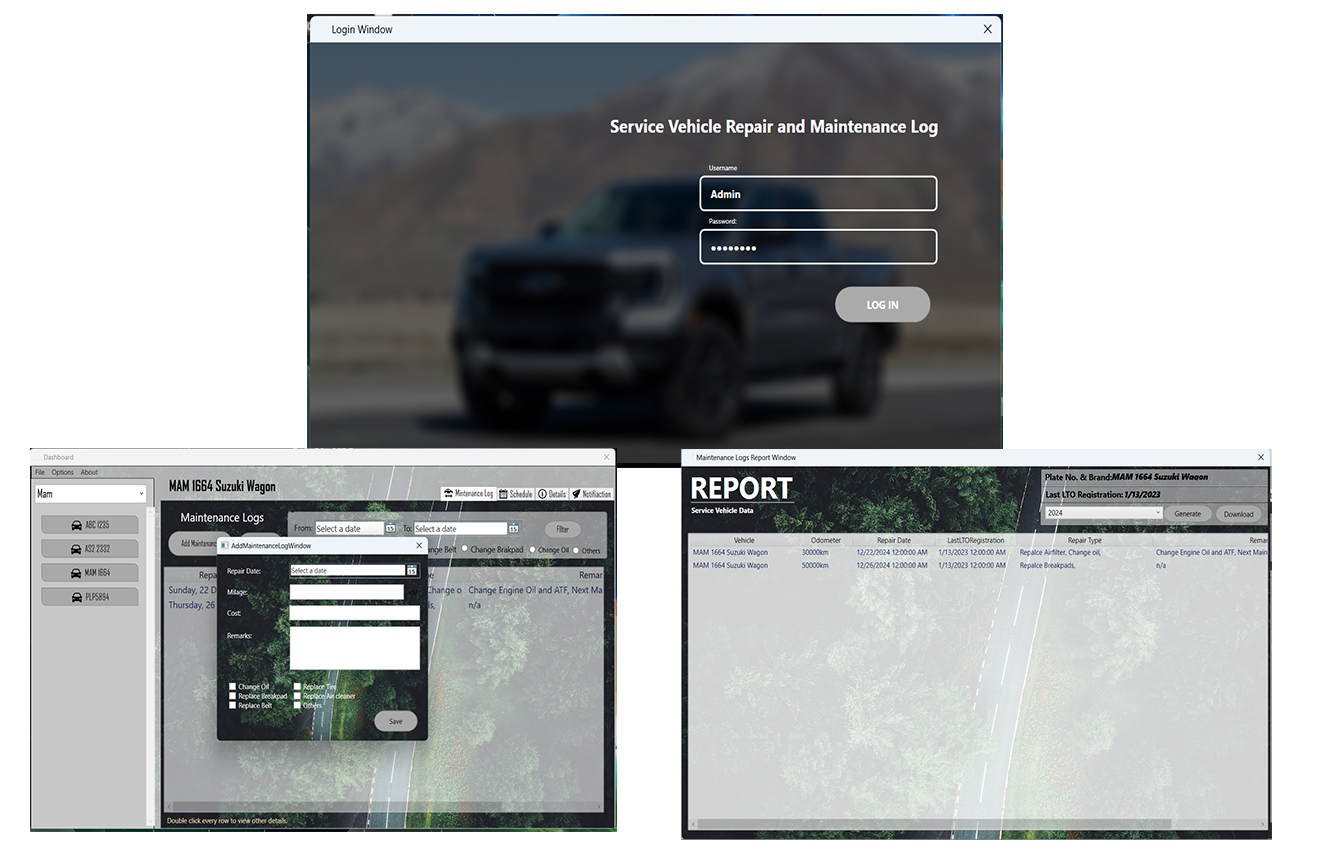 Login Window
Service Vehicle Repair and Maintenance Log
Username
Admin
Password:
LOG IN
Dashboard
File Options About
Mam
ABC 1235
AS2 2332
MAM 1664
PLPS894
MAM 1664 Suzuki Wagon
Mintenance Log Schedule Details Notifiaction
Maintenance Logs
From: Select a date 15 To: Select a date 15 Filter
Add Maintenanc
ange Belt Change Brakpad Change Oil Others
Repa Remar
Sunday, 22 D Change o Change Engine Oil and ATF, Next Ma
Thursday, 26 ds, n/a
AddMaintenanceLogWindow
Repair Date: Select a date 15
Milage:
Cost:
Remarks:
Change Oil Replace Tire
Replace Breakpad Replace Air cleaner
Replace Belt Others
Save
Double click every row to view other details.
Maintenance Logs Report Window
REPORT
Service Vehicle Data
Plate No. & Brand:MAM 1664 Suzuki Wagon
Last LTO Registration: 1/13/2023
2024 Generate Download
Vehicle Odometer Repair Date LastLTORegistration Repair Type Remar
MAM 1664 Suzuki Wagon 30000km 12/22/2024 12:00:00 AM 1/13/2023 12:00:00 AM Repalce Airfilter, Change oil, Change Engine Oil and ATF, Next Main
MAM 1664 Suzuki Wagon 50000km 12/26/2024 12:00:00 AM 1/13/2023 12:00:00 AM Repalce Breakpads, n/a